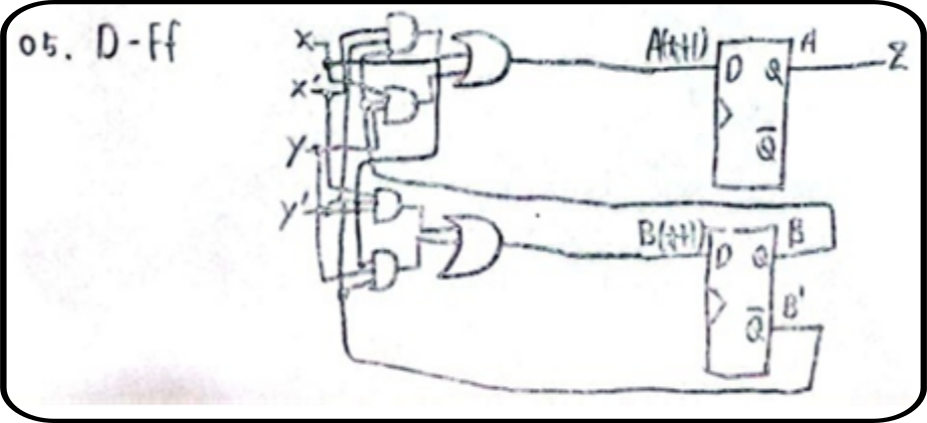 05. D-Ff
X
X'
Y
Y'
A(t+1)
D Q
Q̅
A
Z
B(t+1)
D Q
Q̅
B
B'